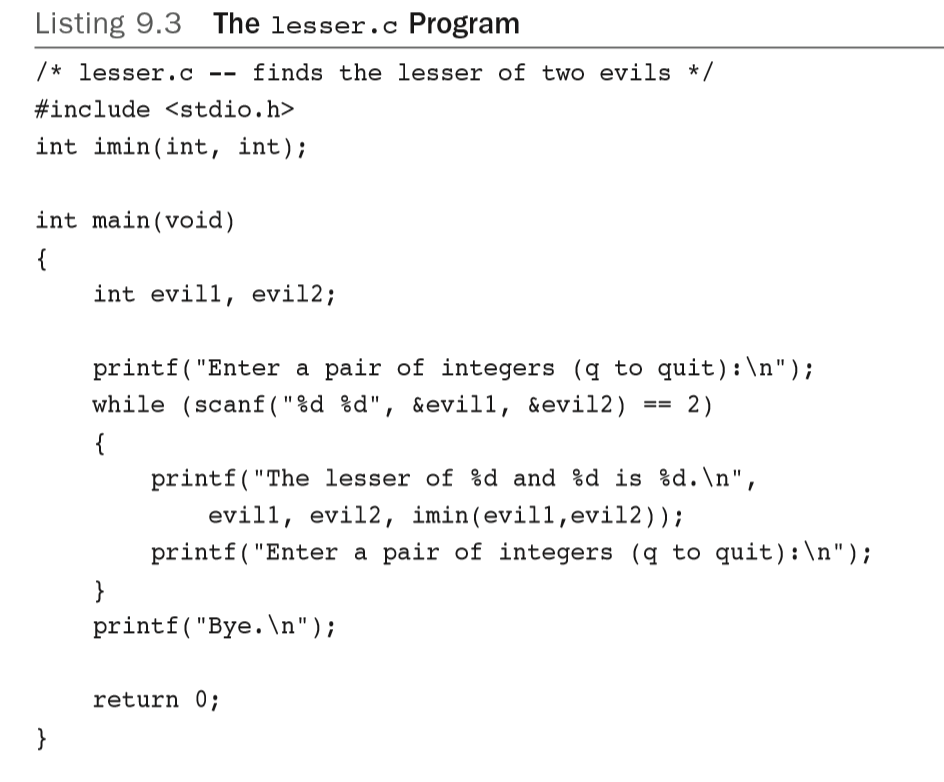 Listing 9.3 The lesser.c Program
/* lesser.c -- finds the lesser of two evils */
#include <stdio.h>
int imin(int, int);
int main(void)
{
int evil1, evil2;
printf("Enter a pair of integers (q to quit):\n");
while (scanf("%d %d", &evil1, &evil2) == 2)
{
printf("The lesser of %d and %d is %d.\n",
evil1, evil2, imin(evil1,evil2));
printf("Enter a pair of integers (q to quit):\n");
}
printf("Bye.\n");
return 0;
}